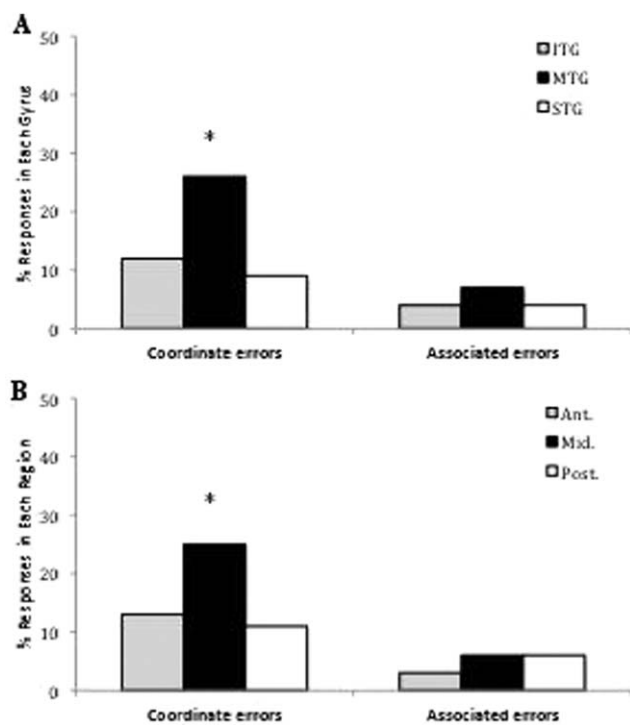 A
% Responses in Each Gyrus
50
40
30
20
10
0
*
ITG
MTG
STG
Coordinate errors
Associated errors
B
% Responses in Each Region
50
40
30
20
10
0
*
Ant.
Mid.
Post.
Coordinate errors
Associated errors